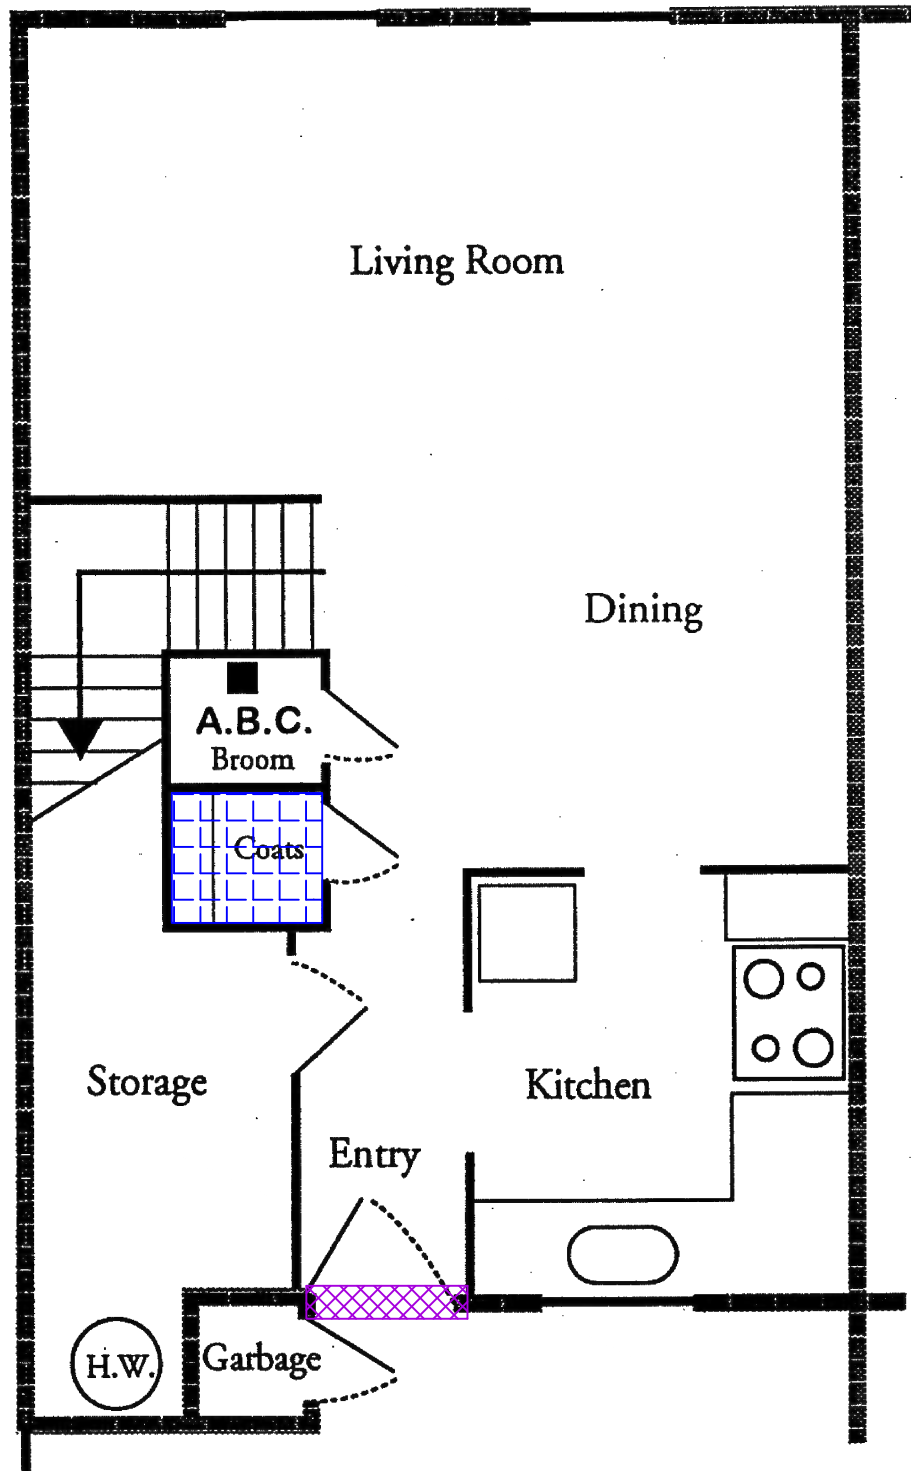 Living Room
Dining
A.B.C.
Broom
Coats
Storage
Kitchen
Entry
H.W.
Garbage